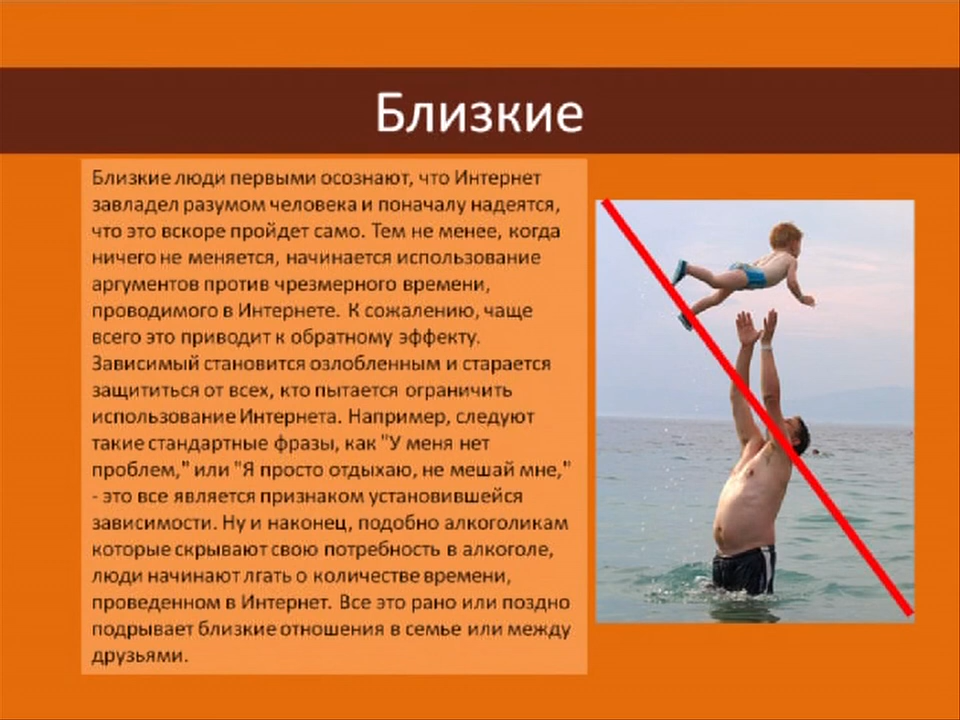 Близкие
Близкие люди первыми осознают, что Интернет
завладел разумом человека и поначалу надеятся,
что это вскоре пройдет само. Тем не менее, когда
ничего не меняется, начинается использование
аргументов против чрезмерного времени,
проводимого в Интернете. К сожалению, чаще
всего это приводит к обратному эффекту.
Зависимый становится озлобленным и старается
защититься от всех, кто пытается ограничить
использование Интернета. Например, следуют
такие стандартные фразы, как "У меня нет
проблем," или "Я просто отдыхаю, не мешай мне,"
- это все является признаком установившейся
зависимости. Ну и наконец, подобно алкоголикам
которые скрывают свою потребность в алкоголе,
люди начинают лгать о количестве времени,
проведенном в Интернет. Все это рано или поздно
подрывает близкие отношения в семье или между
друзьями.